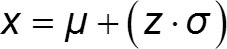 x = μ + (z · σ)